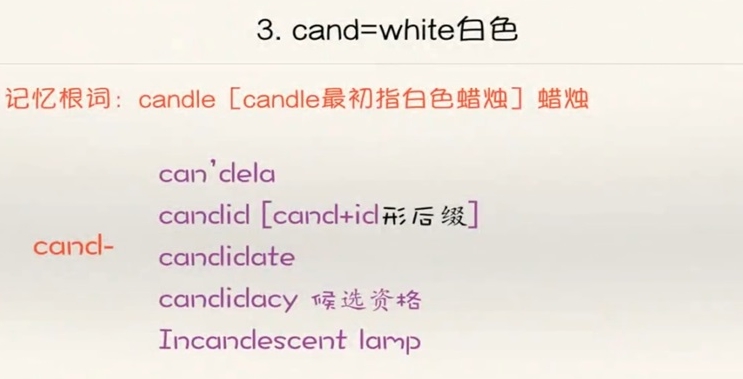 3. cand=white白色
记忆根词：candle［candle最初指白色蜡烛］蜡烛
can'dela
candid [cand+id形后缀]
cand-
candidate
candidacy 候选资格
Incandescent lamp